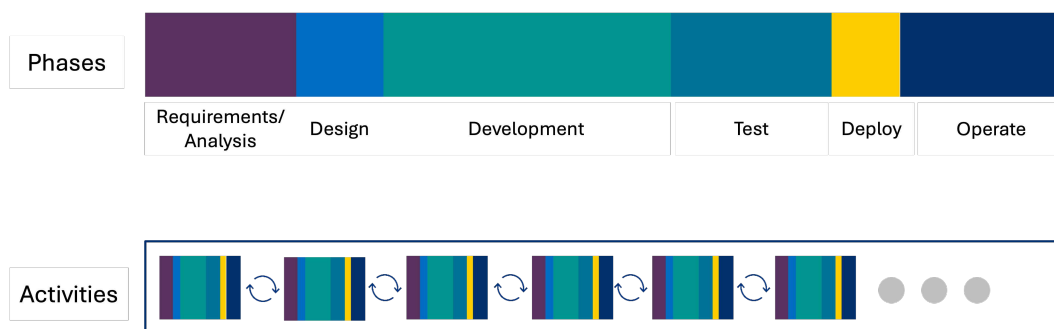 Phases
Requirements/
Analysis
Design
Development
Test
Deploy
Operate
Activities